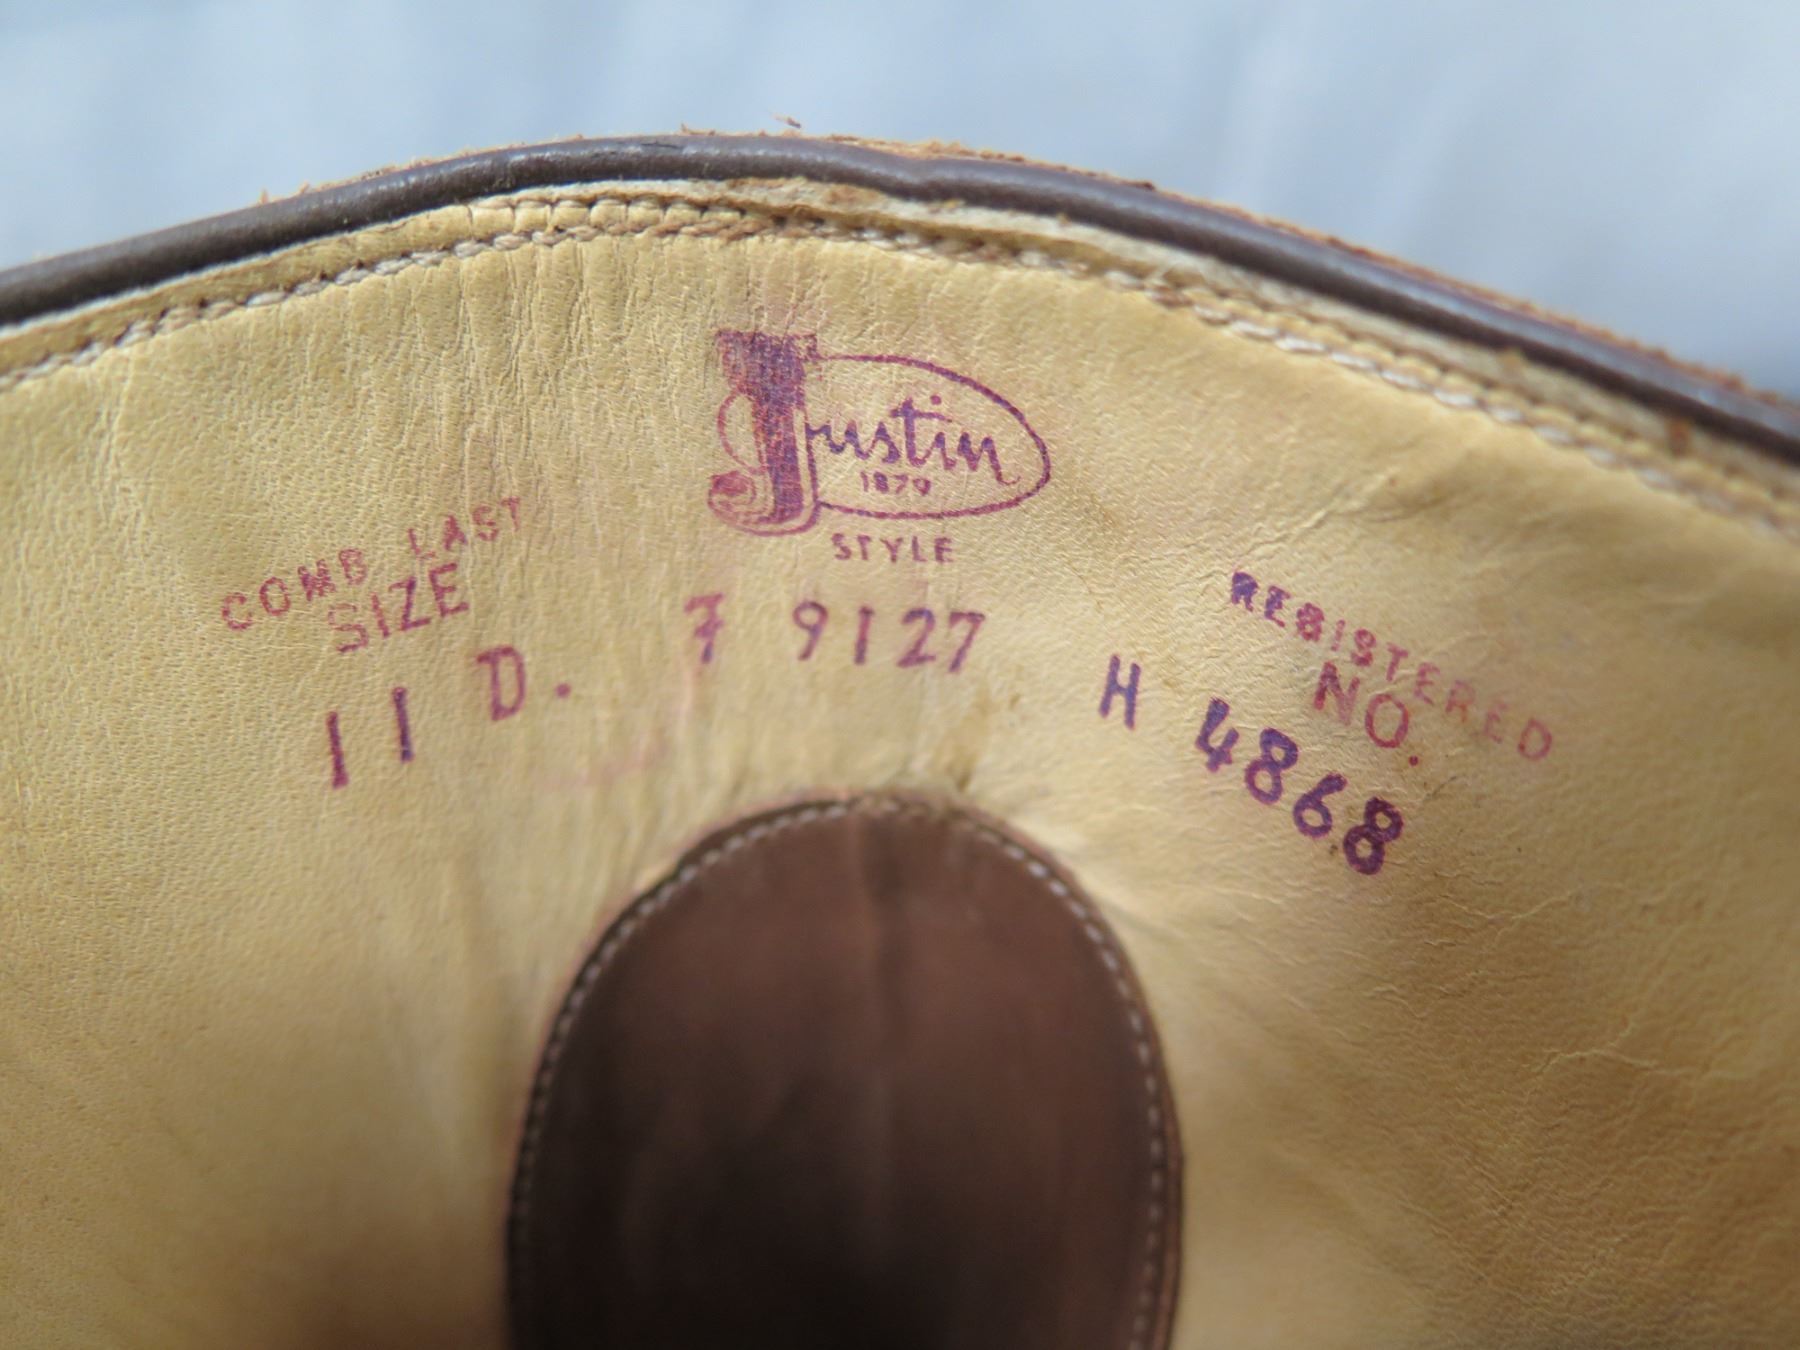 Justin
1879
STYLE
COMB LAST
SIZE
11 D. 7 9127
REGISTERED
NO.
H 4868